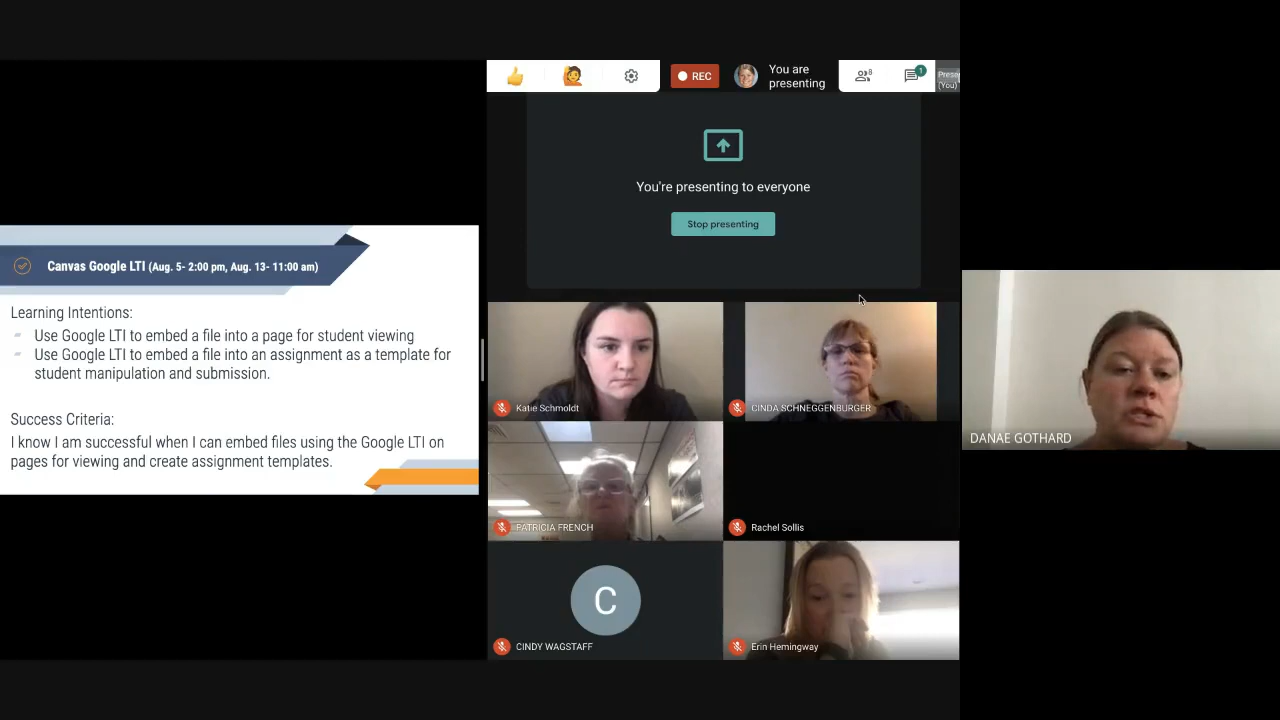 Canvas Google LTI (Aug. 5- 2:00 pm, Aug. 13- 11:00 am)
Learning Intentions:
Use Google LTI to embed a file into a page for student viewing
Use Google LTI to embed a file into an assignment as a template for
student manipulation and submission.
Success Criteria:
I know I am successful when I can embed files using the Google LTI on
pages for viewing and create assignment templates.
REC
You are
presenting
8
1
(You)
You're presenting to everyone
Stop presenting
Katie Schmoldt
CINDA SCHNEGGENBURGER
PATRICIA FRENCH
Rachel Sollis
C
CINDY WAGSTAFF
Erin Hemingway
DANAE GOTHARD